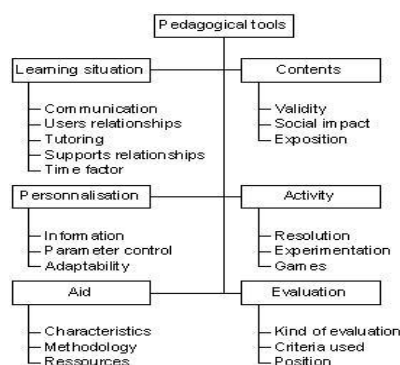 Pedagogical tools
Learning situation
Communication
Users relationships
Tutoring
Supports relationships
Time factor
Contents
Validity
Social impact
Exposition
Personnalisation
Information
Parameter control
Adaptability
Activity
Resolution
Experimentation
Games
Aid
Characteristics
Methodology
Ressources
Evaluation
Kind of evaluation
Criteria used
Position